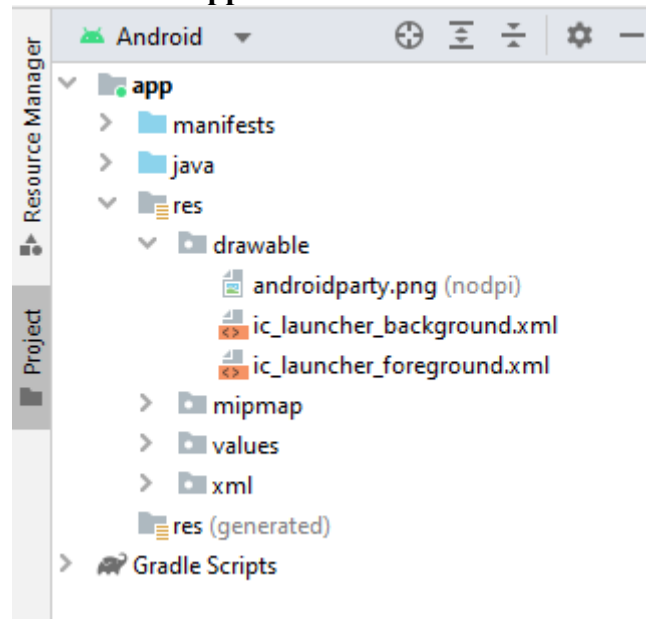 app
Android
Resource Manager
Project
app
manifests
java
res
drawable
androidparty.png (nodpi)
ic_launcher_background.xml
ic_launcher_foreground.xml
mipmap
values
xml
res (generated)
Gradle Scripts